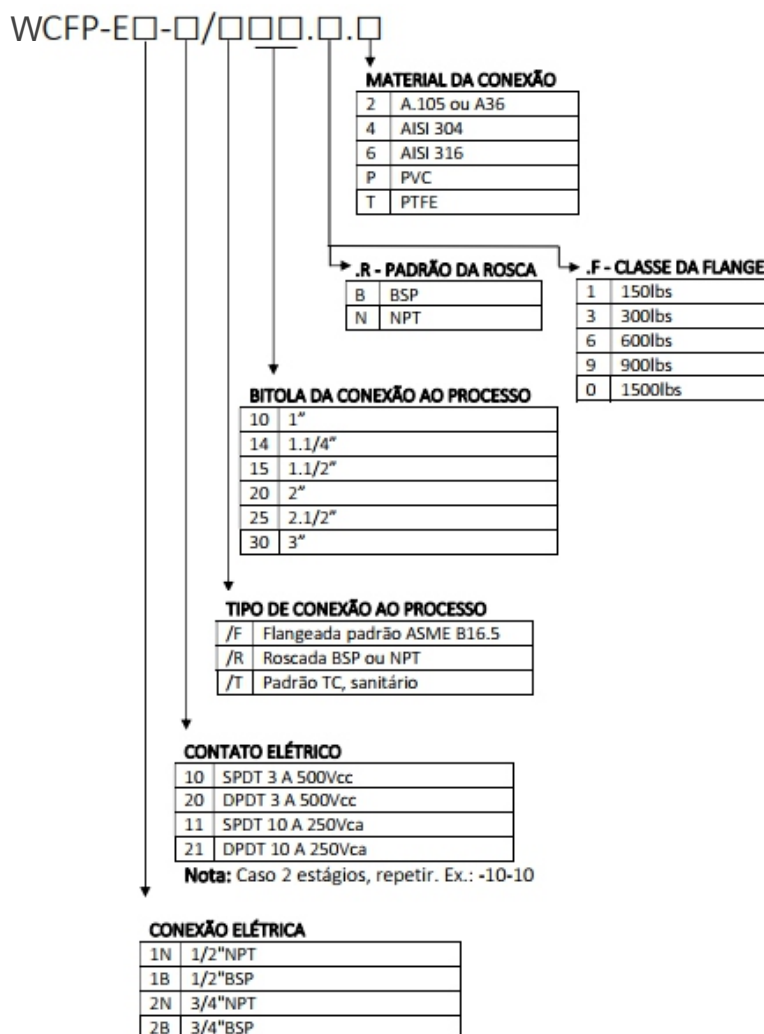 WCFP-E□-□/□□□.□.□
MATERIAL DA CONEXÃO
2 A.105 ou A36
4 AISI 304
6 AISI 316
P PVC
T PTFE
.R - PADRÃO DA ROSCA
B BSP
N NPT
.F - CLASSE DA FLANGE
1 150lbs
3 300lbs
6 600lbs
9 900lbs
0 1500lbs
BITOLA DA CONEXÃO AO PROCESSO
10 1"
14 1.1/4"
15 1.1/2"
20 2"
25 2.1/2"
30 3"
TIPO DE CONEXÃO AO PROCESSO
/F Flangeada padrão ASME B16.5
/R Roscada BSP ou NPT
/T Padrão TC, sanitário
CONTATO ELÉTRICO
10 SPDT 3 A 500Vcc
20 DPDT 3 A 500Vcc
11 SPDT 10 A 250Vca
21 DPDT 10 A 250Vca
Nota: Caso 2 estágios, repetir. Ex.: -10-10
CONEXÃO ELÉTRICA
1N 1/2"NPT
1B 1/2"BSP
2N 3/4"NPT
2B 3/4"BSP